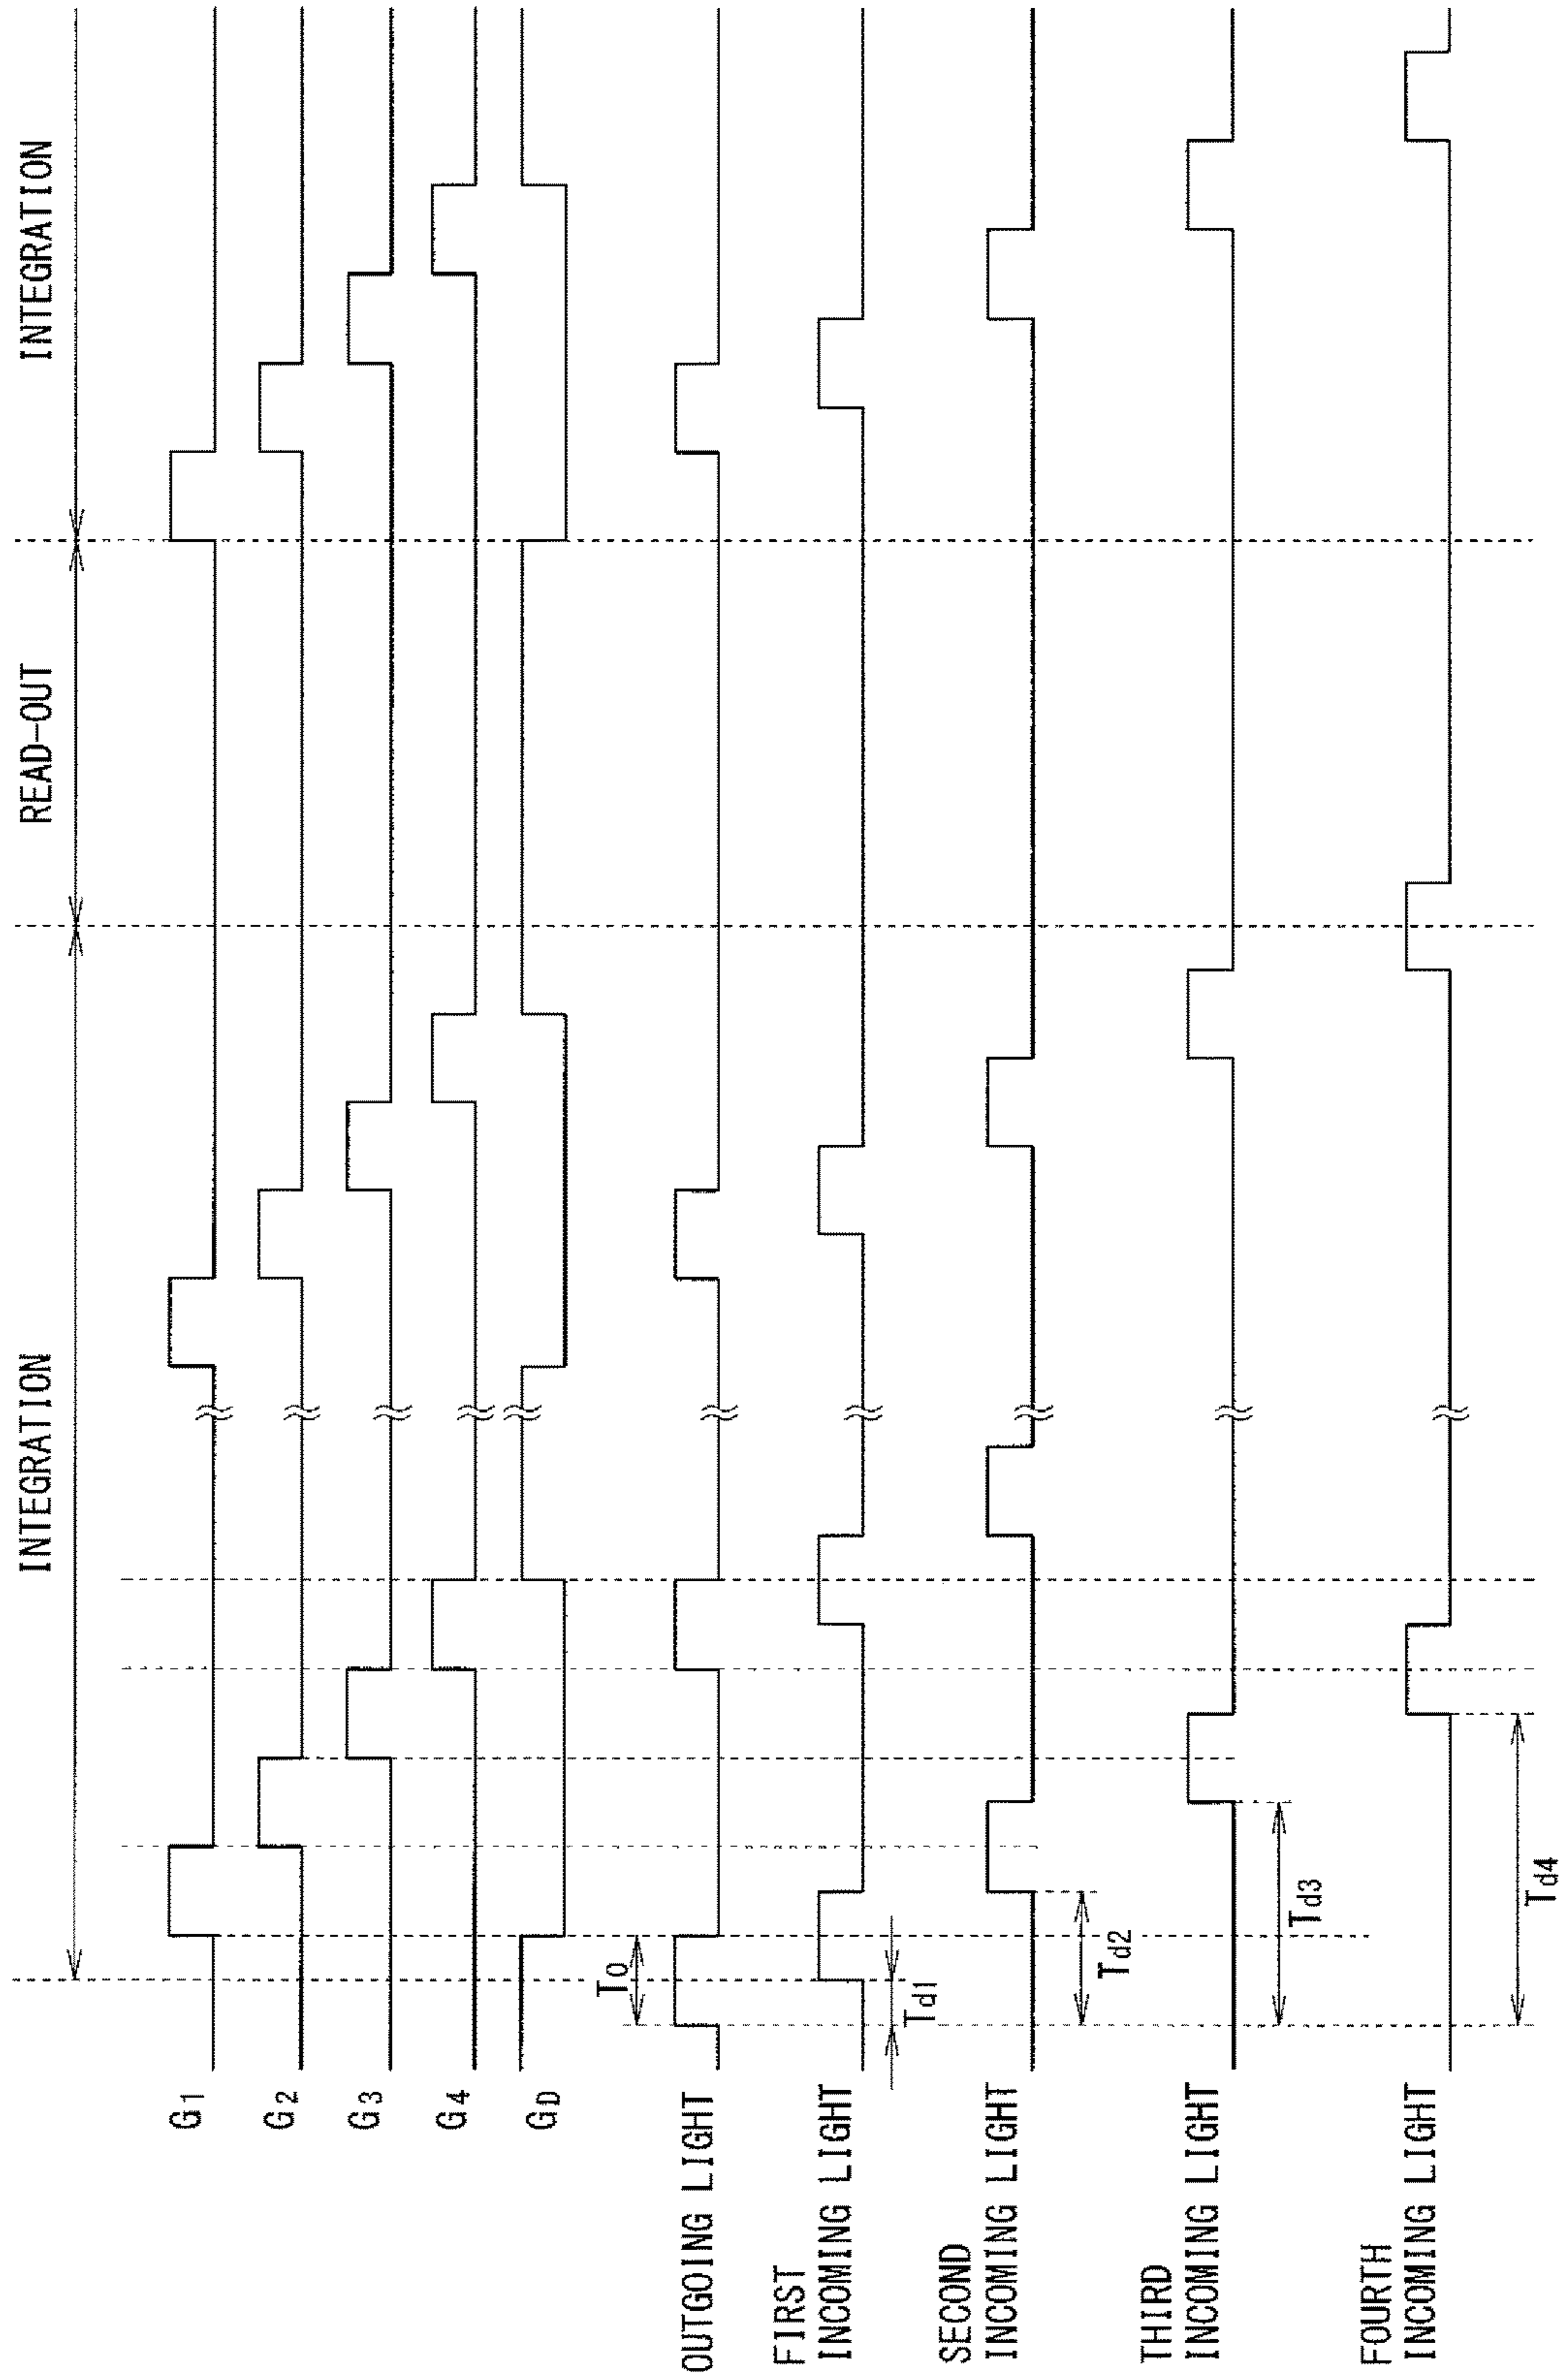 INTEGRATION
READ-OUT
INTEGRATION
G1
G2
G3
G4
GD
OUTGOING LIGHT
To
FIRST
INCOMING LIGHT
Td1
SECOND
INCOMING LIGHT
Td2
THIRD
INCOMING LIGHT
Td3
FOURTH
INCOMING LIGHT
Td4